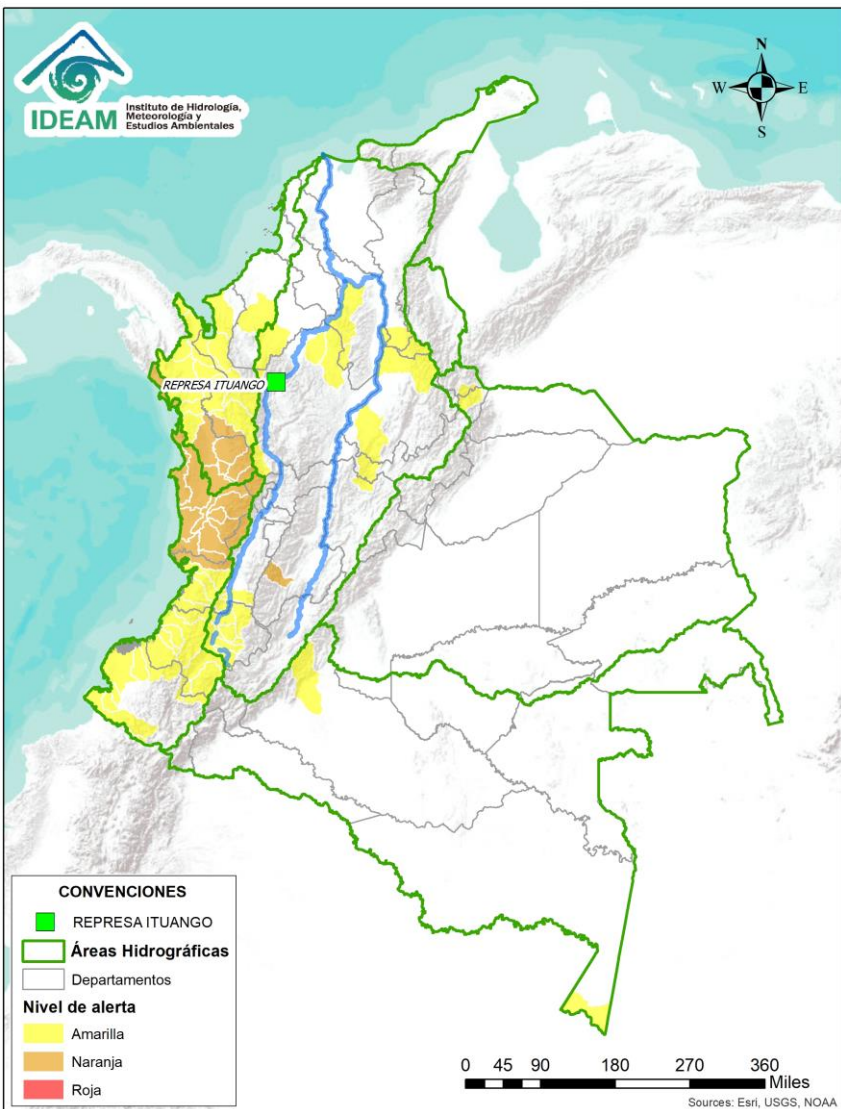 IDEAM
Instituto de Hidrología,
Meteorología y
Estudios Ambientales
N
W
E
S
REPRESA ITUANGO
CONVENCIONES
REPRESA ITUANGO
Áreas Hidrográficas
Departamentos
Nivel de alerta
Amarilla
Naranja
Roja
0 45 90 180 270 360
Miles
Sources: Esri, USGS, NOAA